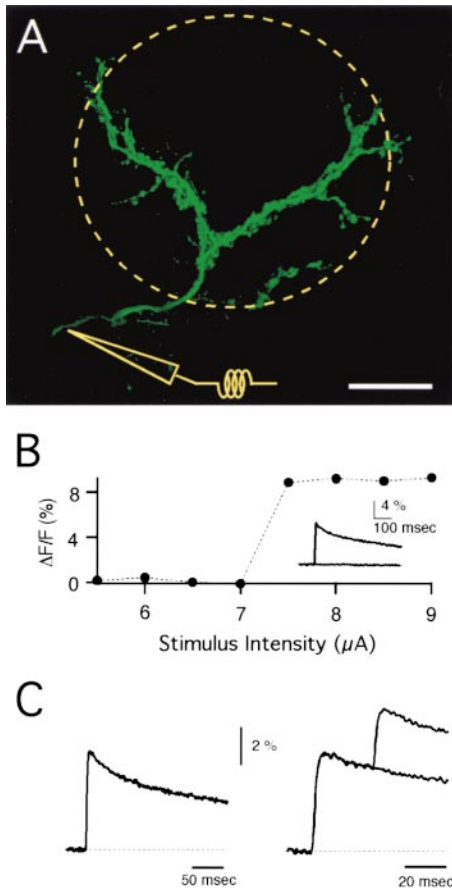 A
B
8
4
0
ΔF/F (%)
4 %
100 msec
6
7
8
9
Stimulus Intensity (μA)
C
2 %
50 msec
20 msec